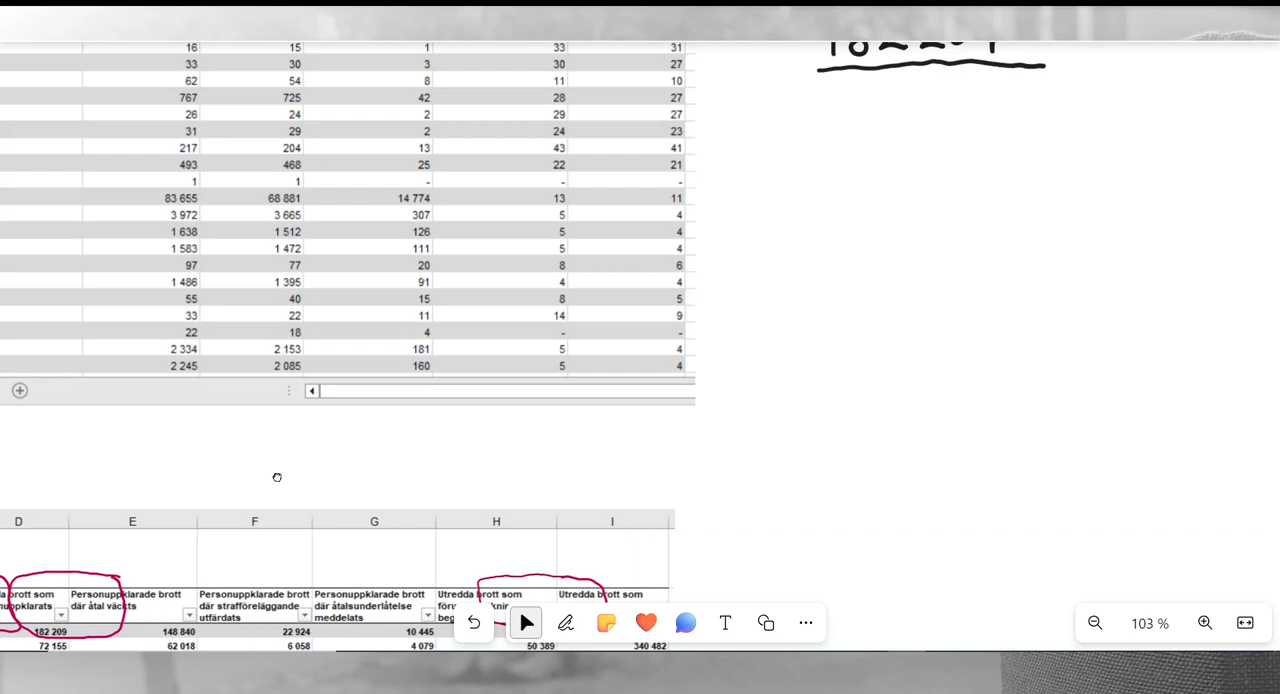 16 15 1 33 31
33 30 3 30 27
62 54 8 11 10
767 725 42 28 27
26 24 2 29 27
31 29 2 24 23
217 204 13 43 41
493 468 25 22 21
1 1 - - -
83 655 68 881 14 774 13 11
3 972 3 665 307 5 4
1 638 1 512 126 5 4
1 583 1 472 111 5 4
97 77 20 8 6
1 486 1 395 91 4 4
55 40 15 8 5
33 22 11 14 9
22 18 4 - -
2 334 2 153 181 5 4
2 245 2 085 160 5 4
D E F G H I
brott som Personuppklarade brott Personuppklarade brott Personuppklarade brott Utredda brott som Utredda brott som
där åtal väckts där strafföreläggande där åtalsunderlåtelse
utfärdats meddelats
182 209 148 840 22 924 10 445
72 155 62 018 6 058 4 079 50 389 340 482
T
103 %